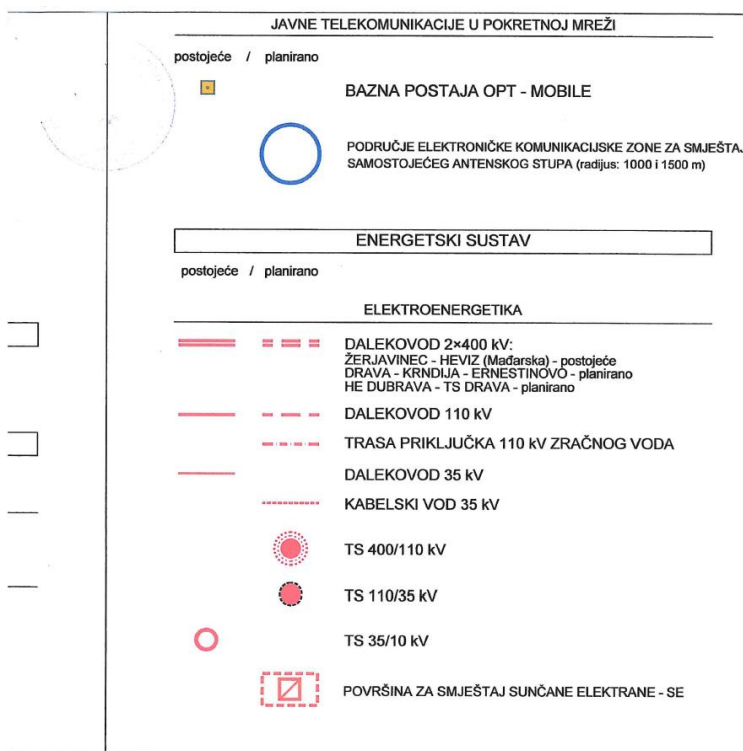 JAVNE TELEKOMUNIKACIJE U POKRETNOJ MREŽI
postojeće / planirano
BAZNA POSTAJA OPT - MOBILE
PODRUČJE ELEKTRONIČKE KOMUNIKACIJSKE ZONE ZA SMJEŠTAJ
SAMOSTOJEĆEG ANTENSKOG STUPA (radijus: 1000 i 1500 m)
ENERGETSKI SUSTAV
postojeće / planirano
ELEKTROENERGETIKA
DALEKOVOD 2×400 kV:
ŽERJAVINEC - HEVIZ (Mađarska) - postojeće
DRAVA - KRNDIJA - ERNESTINOVO - planirano
HE DUBRAVA - TS DRAVA - planirano
DALEKOVOD 110 kV
TRASA PRIKLJUČKA 110 kV ZRAČNOG VODA
DALEKOVOD 35 kV
KABELSKI VOD 35 kV
TS 400/110 kV
TS 110/35 kV
TS 35/10 kV
POVRŠINA ZA SMJEŠTAJ SUNČANE ELEKTRANE - SE